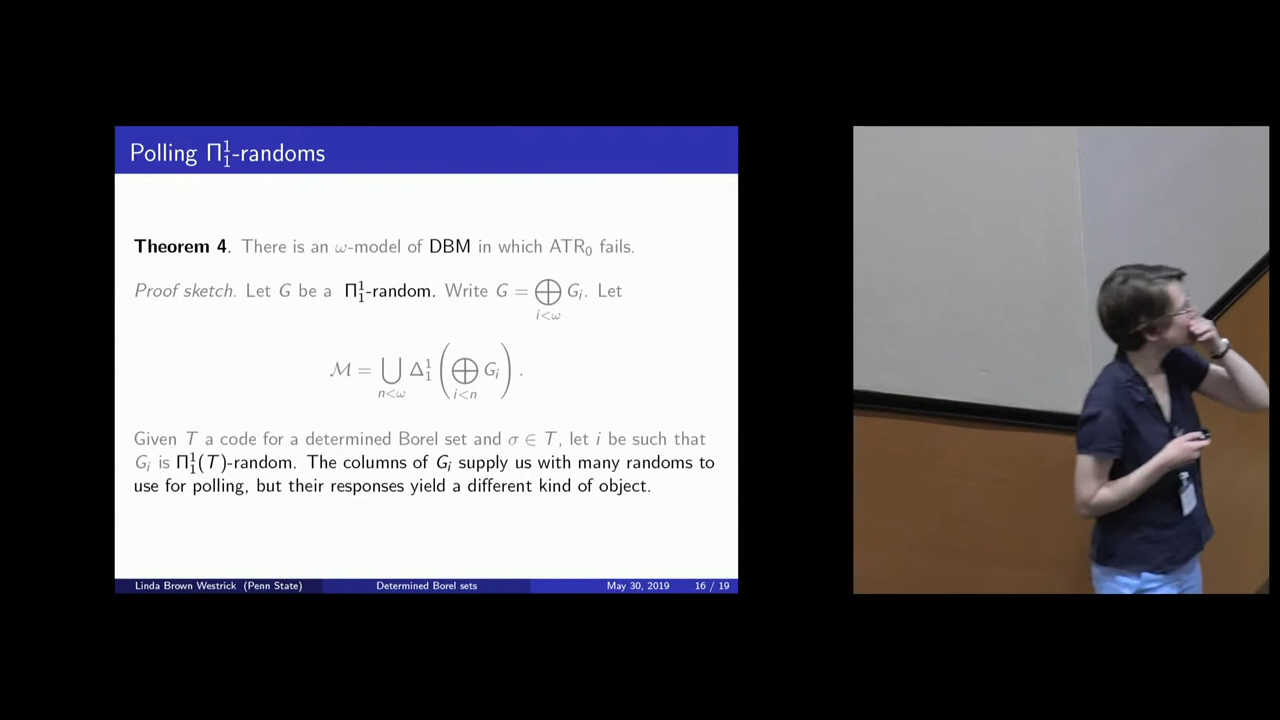 Polling Π¹₁-randoms
Theorem 4. There is an ω-model of DBM in which ATR₀ fails.
Proof sketch. Let G be a Π¹₁-random. Write G = ⨁_{i<ω} G_i. Let
ℳ = ⋃_{n<ω} Δ¹₁ (⨁_{i<n} G_i).
Given T a code for a determined Borel set and σ ∈ T, let i be such that
G_i is Π¹₁(T)-random. The columns of G_i supply us with many randoms to
use for polling, but their responses yield a different kind of object.
Linda Brown Westrick (Penn State) Determined Borel sets May 30, 2019 16 / 19